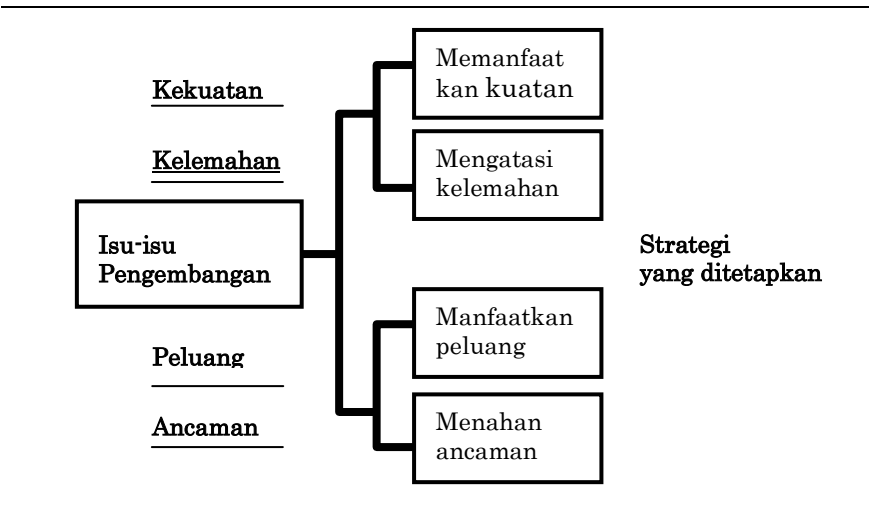 Kekuatan
Kelemahan
Isu-isu
Pengembangan
Peluang
Ancaman
Memanfaat
kan kuatan
Mengatasi
kelemahan
Manfaatkan
peluang
Menahan
ancaman
Strategi
yang ditetapkan